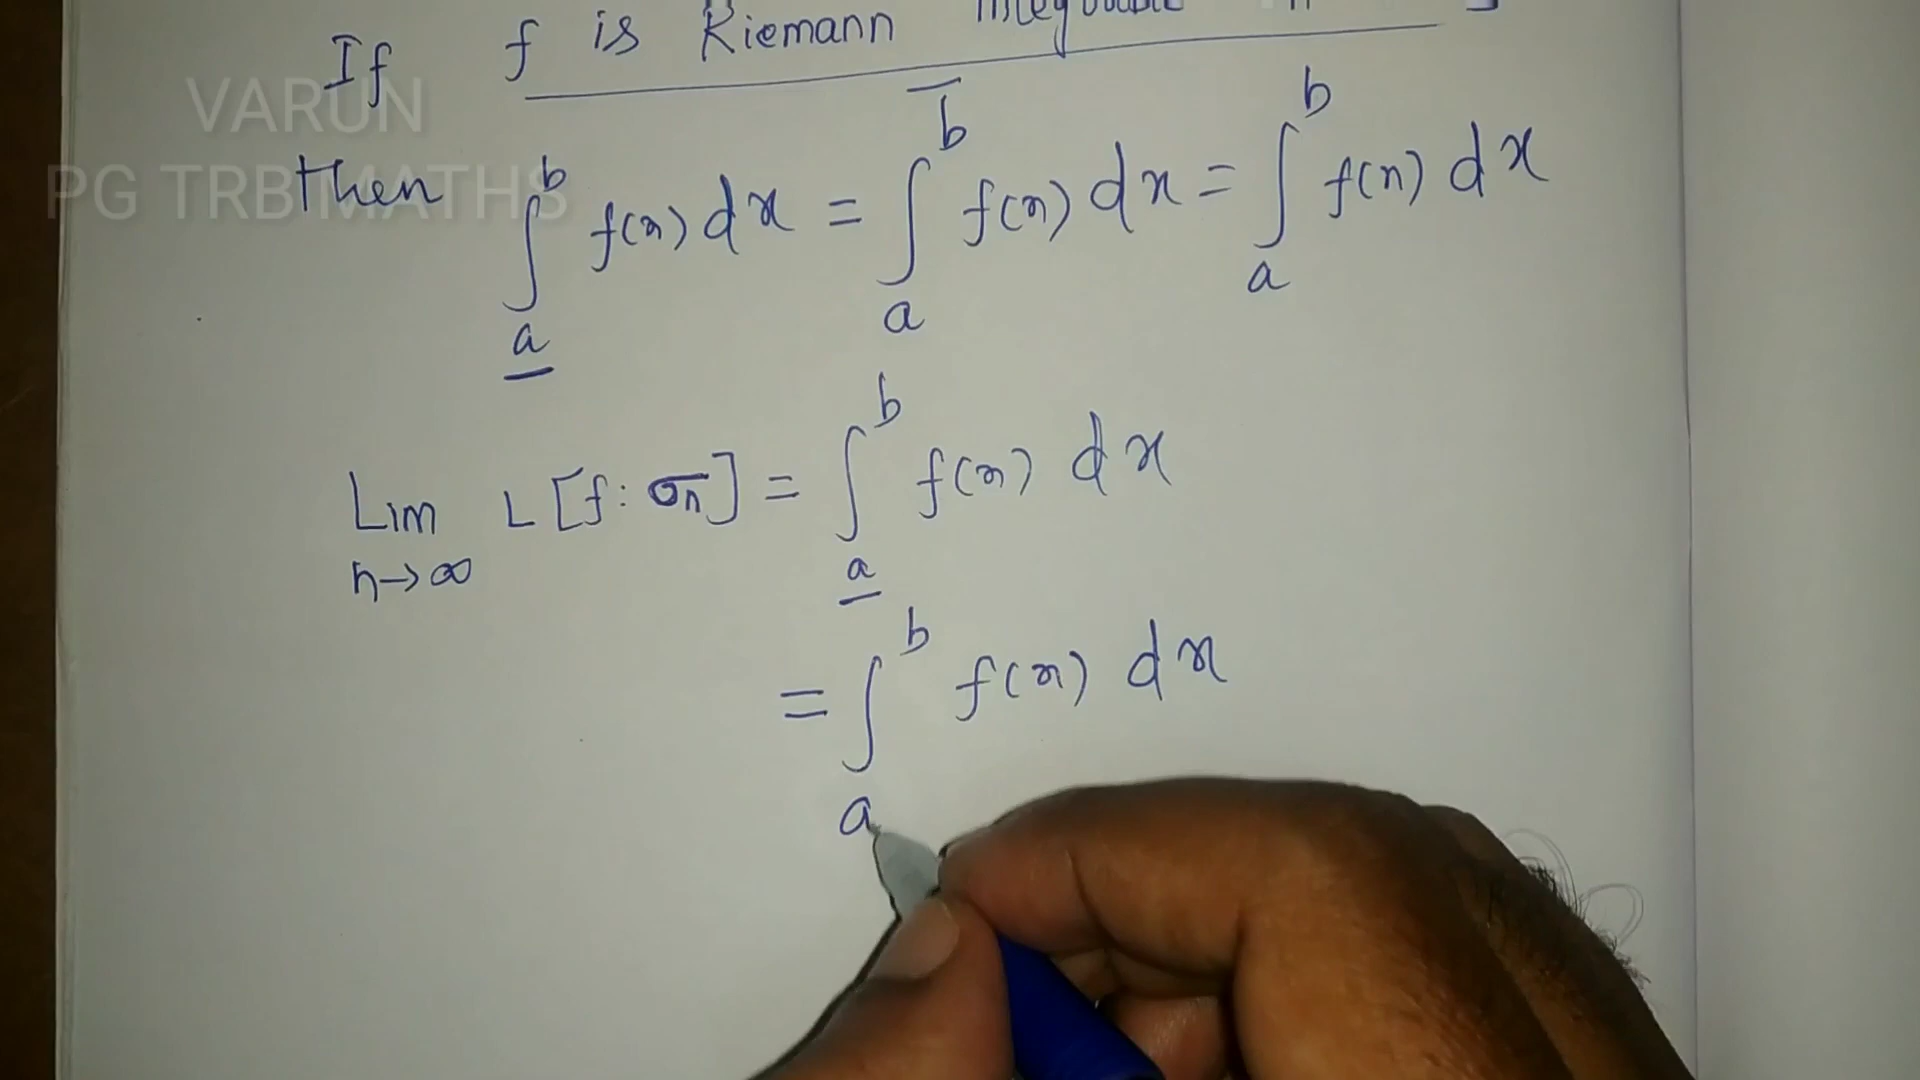 If f is Riemann
VARUN
PG TRB MATHS
then ∫_a̲^b f(x) dx = ∫_a^b̅ f(x) dx = ∫_a^b f(x) dx
Lim n→∞ L[f: σn] = ∫_a̲^b f(x) dx
= ∫_a^b f(x) dx